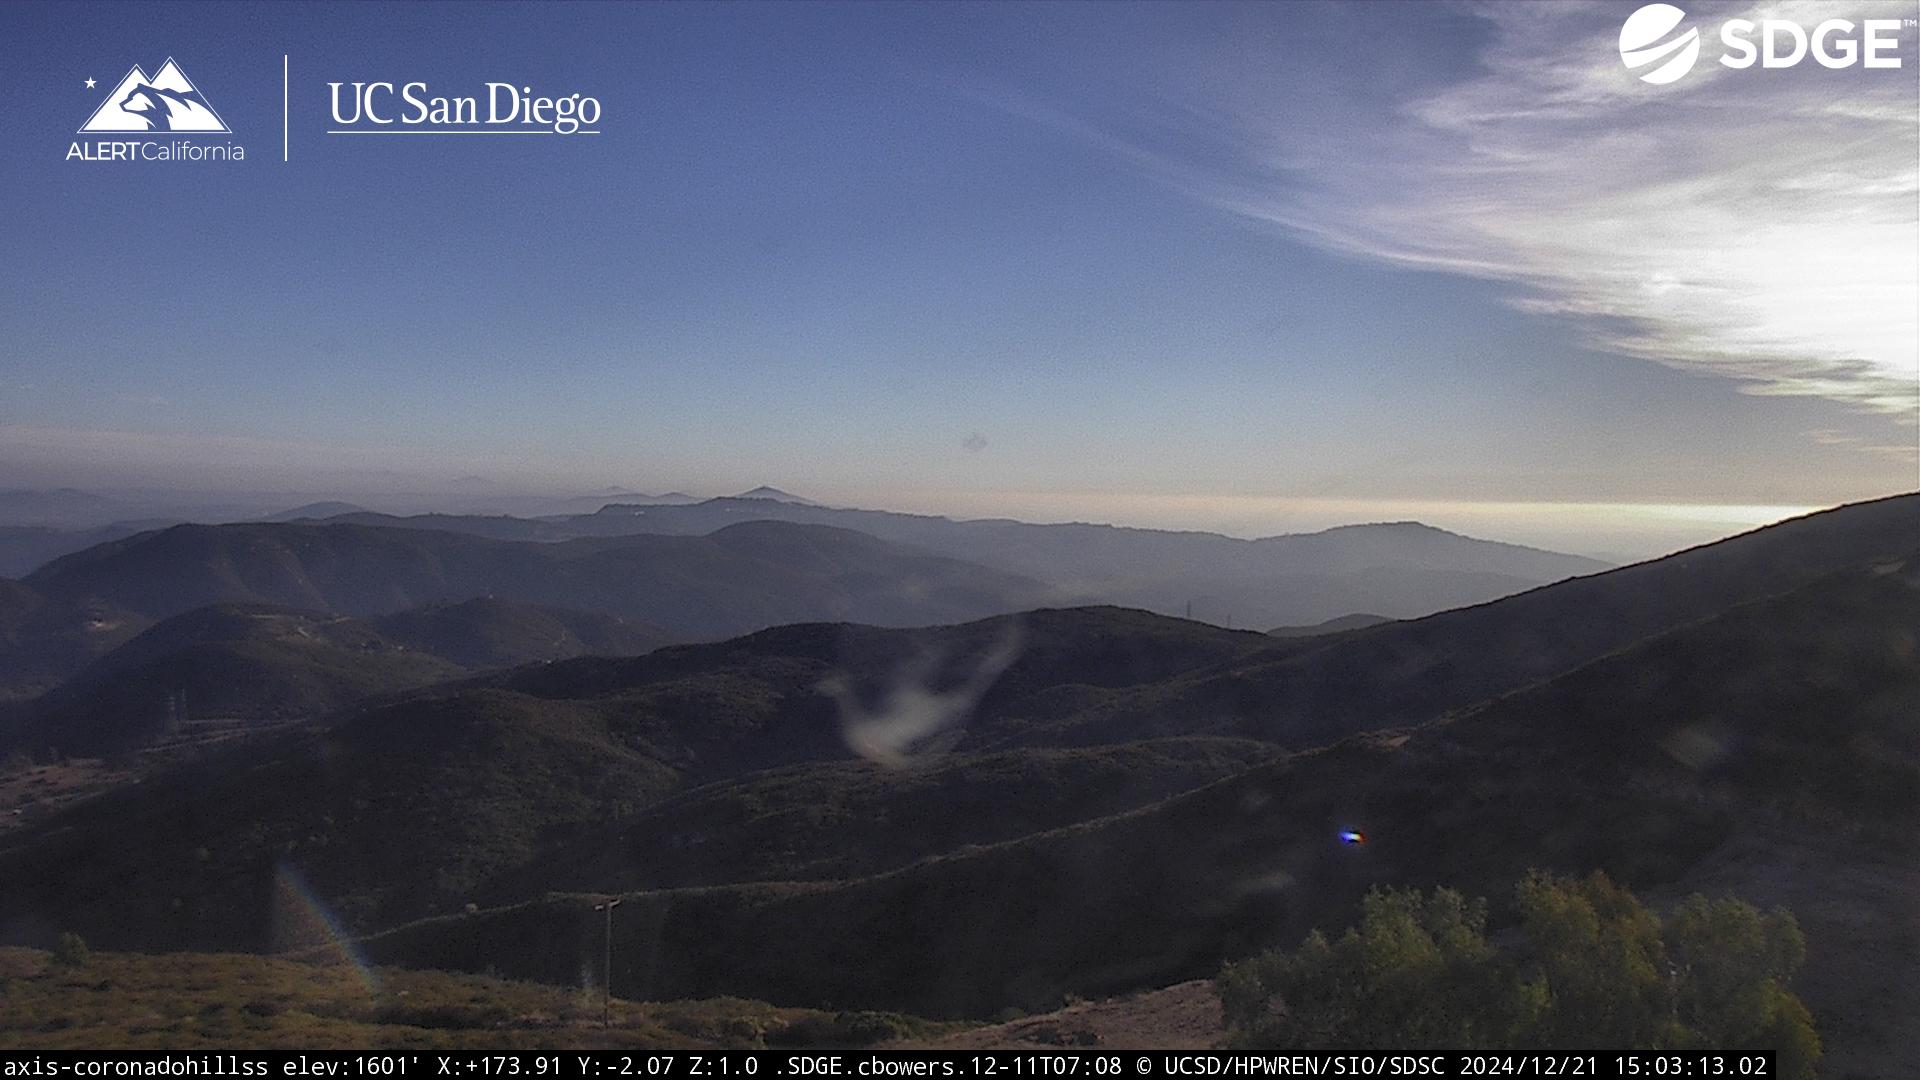 SDGE™
UC San Diego
ALERTCalifornia
axis-coronadohillss elev:1601' X:+173.91 Y:-2.07 Z:1.0 .SDGE.cbowers.12-11T07:08 © UCSD/HPWREN/SIO/SDSC 2024/12/21 15:03:13.02